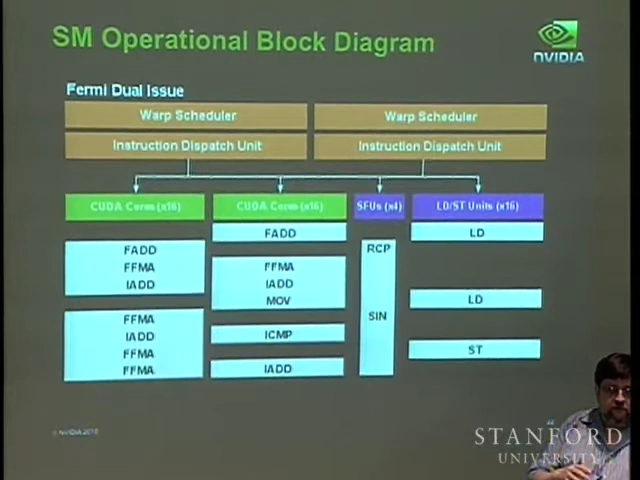 SM Operational Block Diagram
NVIDIA
Fermi Dual Issue
Warp Scheduler
Warp Scheduler
Instruction Dispatch Unit
Instruction Dispatch Unit
CUDA Cores (x16)
CUDA Cores (x16)
SFUs (x4)
LD/ST Units (x16)
FADD
FFMA
IADD
FFMA
IADD
FFMA
FFMA
FADD
FFMA
IADD
MOV
ICMP
IADD
RCP
SIN
LD
LD
ST
© NVIDIA 2010
STANFORD
UNIVERSITY